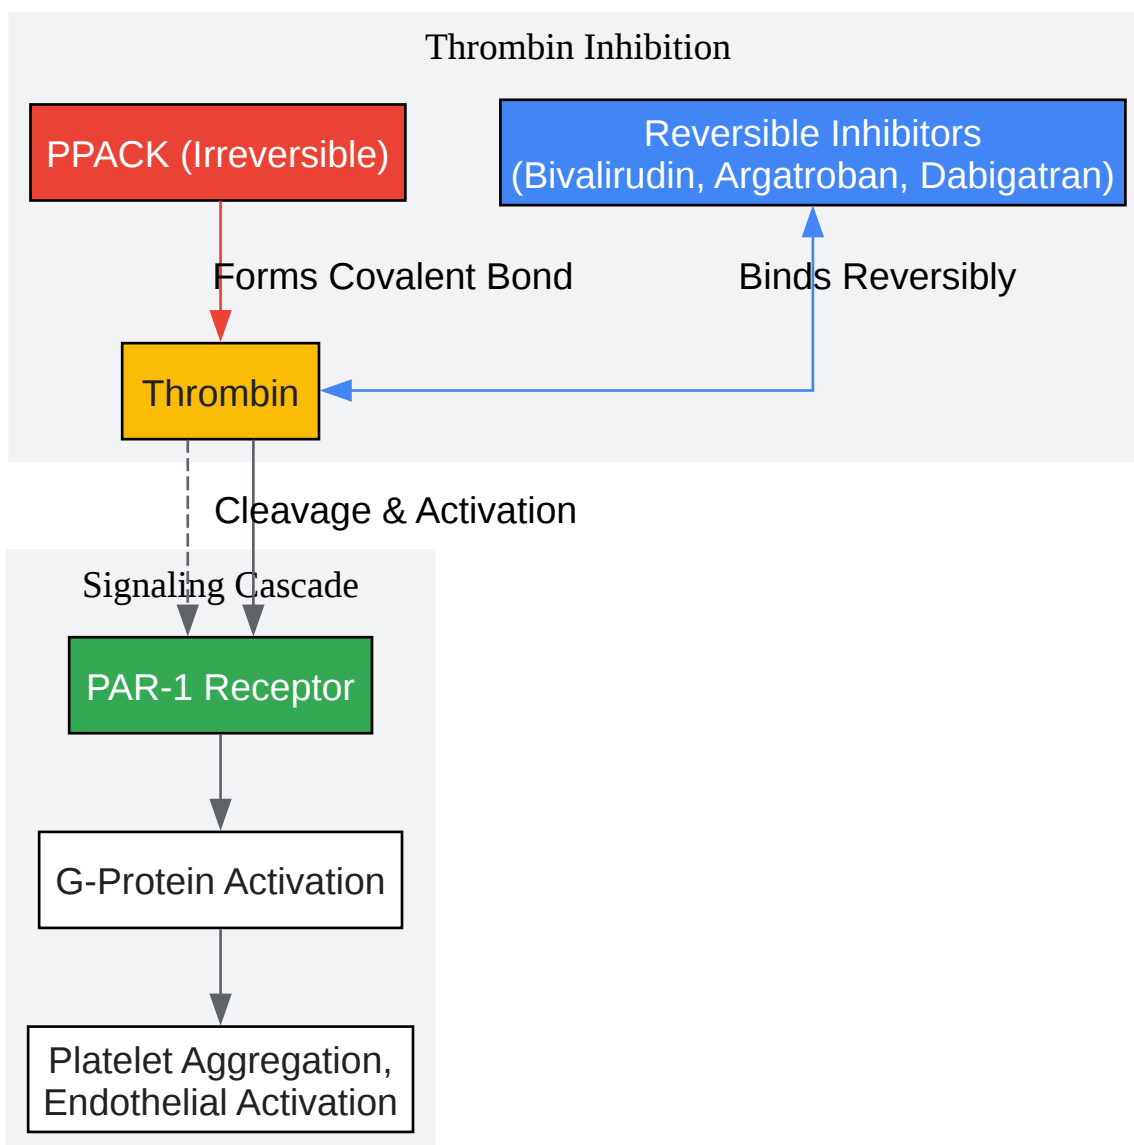 Thrombin Inhibition
PPACK (Irreversible)
Reversible Inhibitors
(Bivalirudin, Argatroban, Dabigatran)
Forms Covalent Bond
Binds Reversibly
Thrombin
Cleavage & Activation
Signaling Cascade
PAR-1 Receptor
G-Protein Activation
Platelet Aggregation,
Endothelial Activation